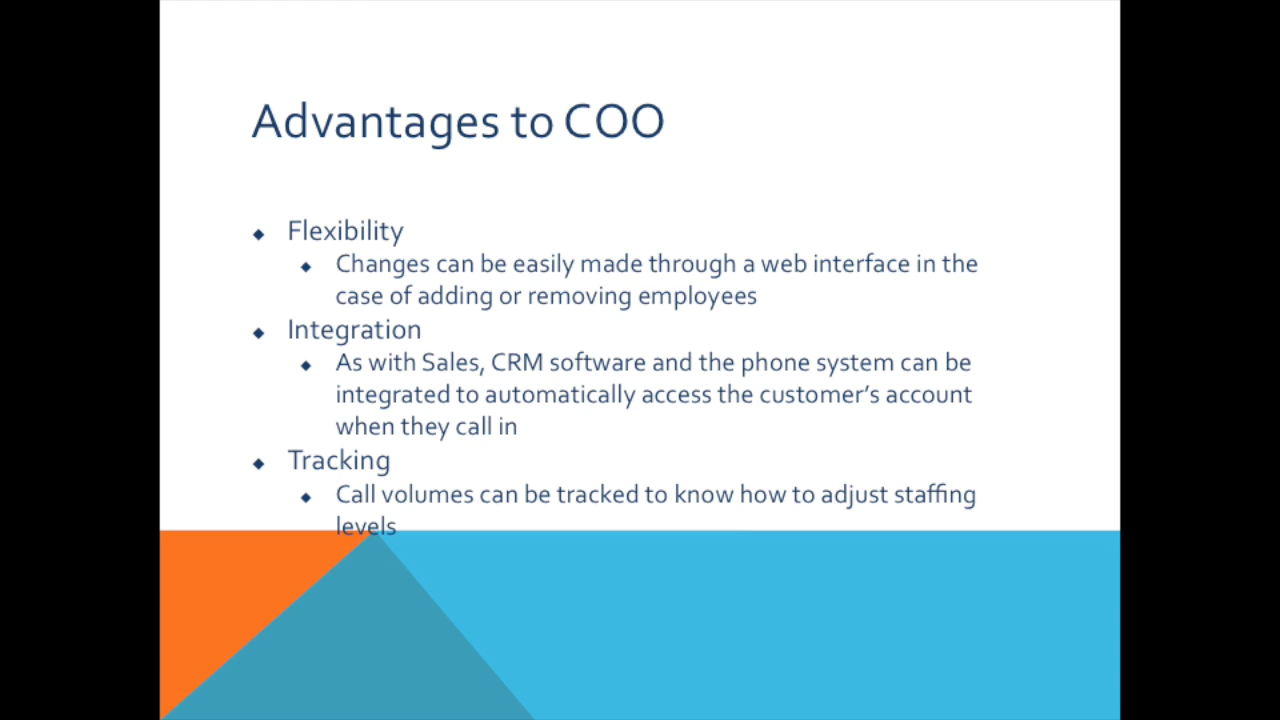 Advantages to COO
Flexibility
Changes can be easily made through a web interface in the
case of adding or removing employees
Integration
As with Sales, CRM software and the phone system can be
integrated to automatically access the customer’s account
when they call in
Tracking
Call volumes can be tracked to know how to adjust staffing
levels